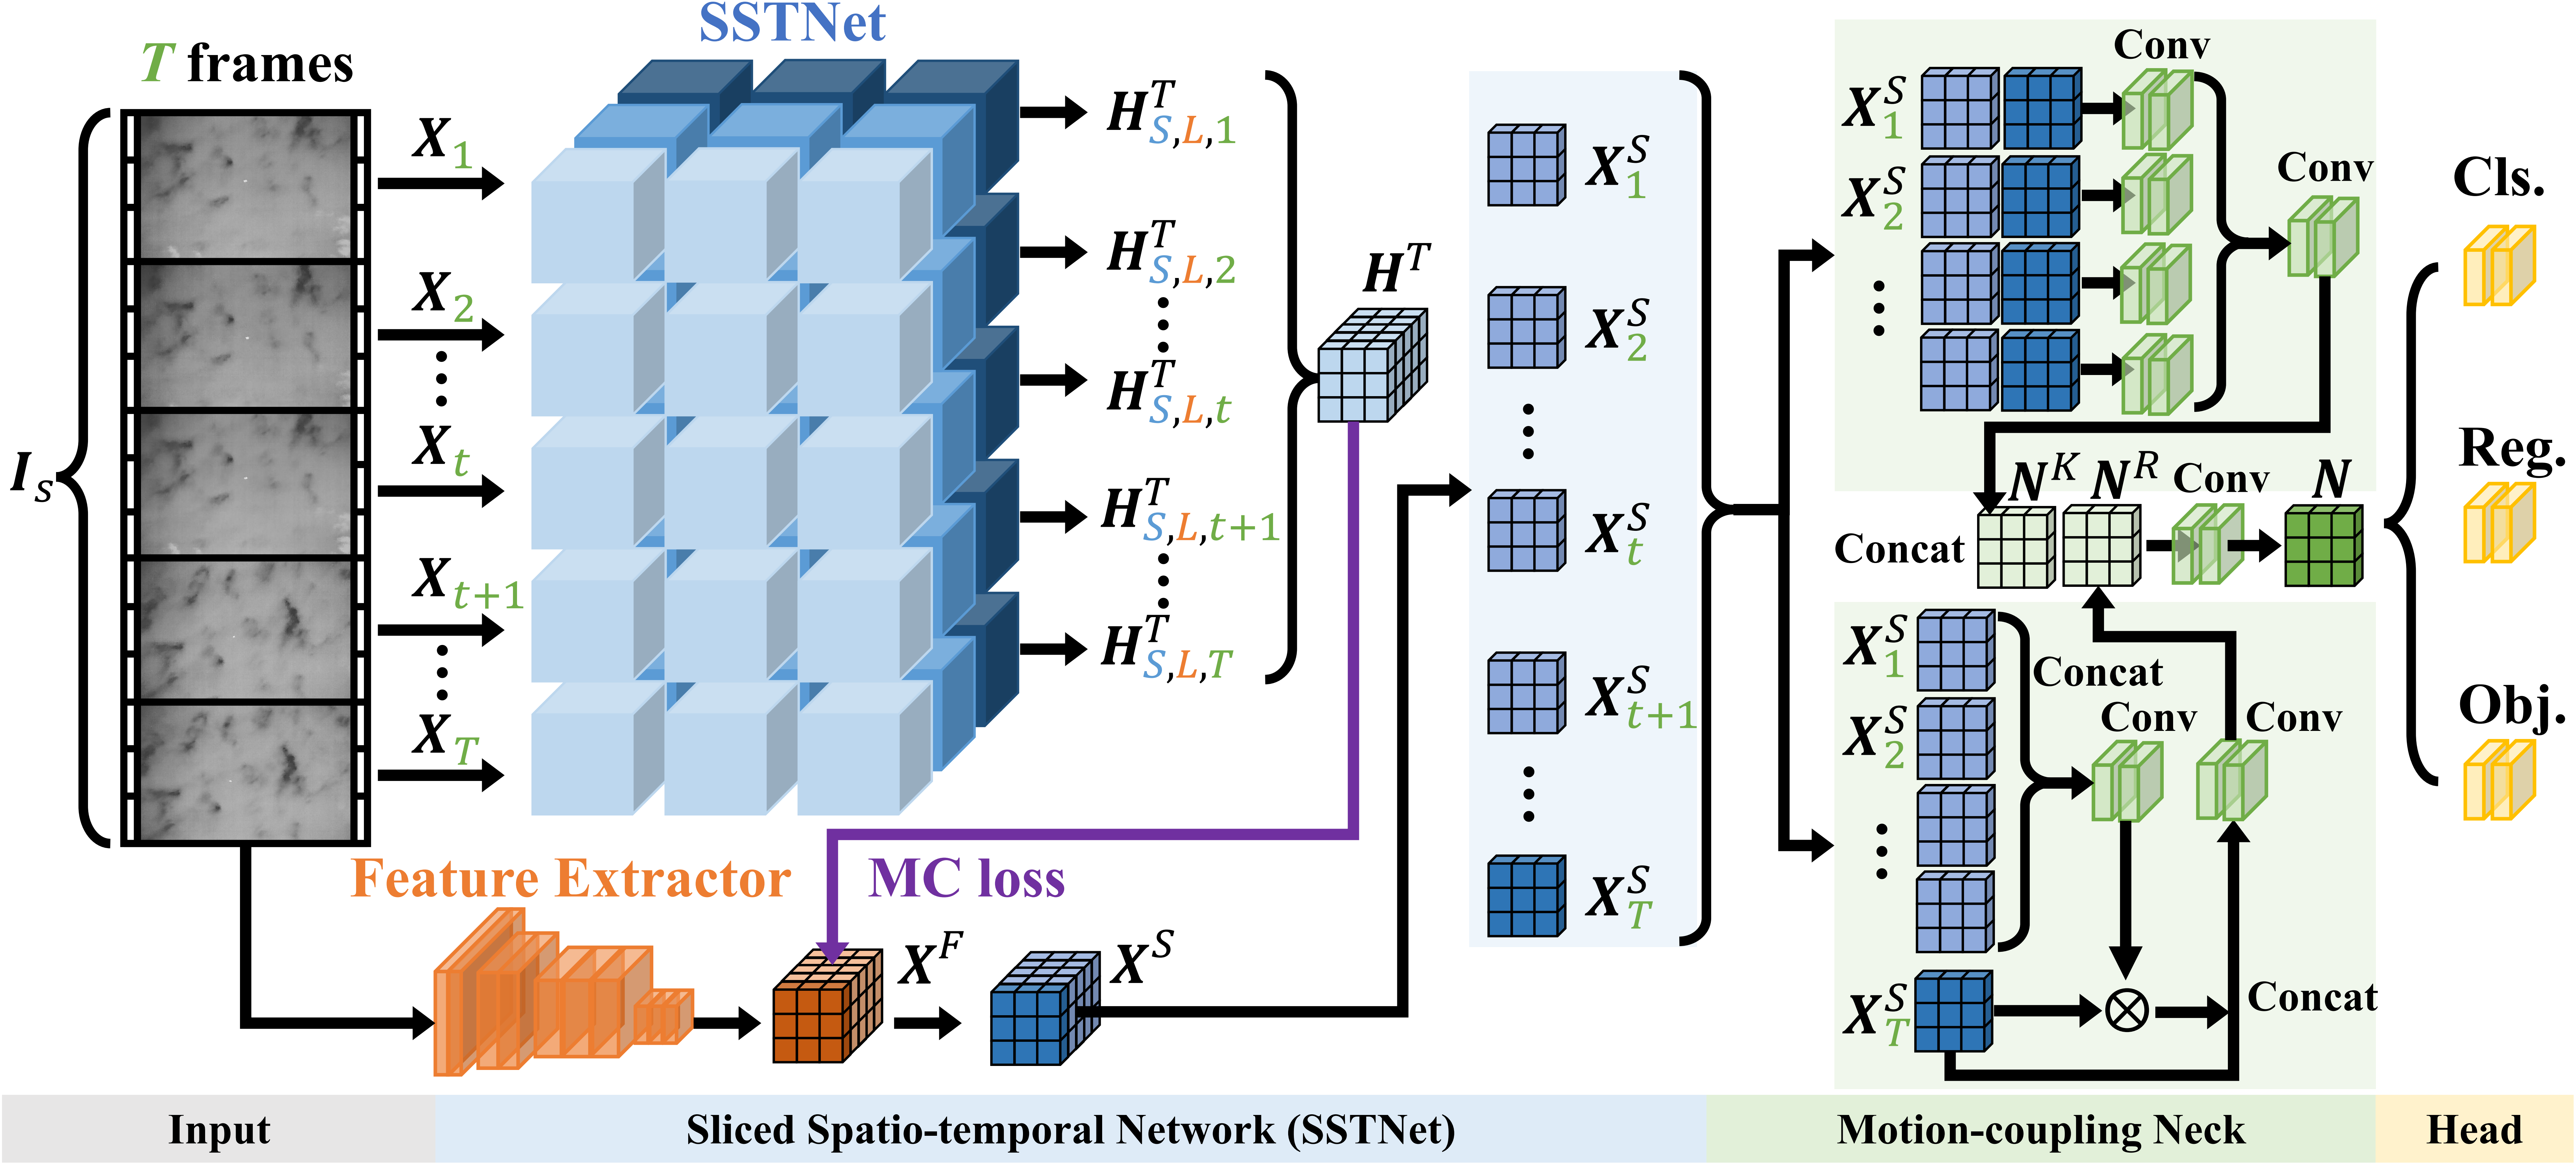 SSTNet
T frames
I_S
X_1
X_2
X_t
X_{t+1}
X_T
H^T_{S,L,1}
H^T_{S,L,2}
H^T_{S,L,t}
H^T_{S,L,t+1}
H^T_{S,L,T}
H^T
Feature Extractor
MC loss
X^F
X^S
X^S_1
X^S_2
X^S_t
X^S_{t+1}
X^S_T
Conv
X^S_1
X^S_2
Conv
N^K N^R Conv N
Concat
X^S_1
Concat
X^S_2
Conv Conv
X^S_T
Concat
Cls.
Reg.
Obj.
Input
Sliced Spatio-temporal Network (SSTNet)
Motion-coupling Neck
Head